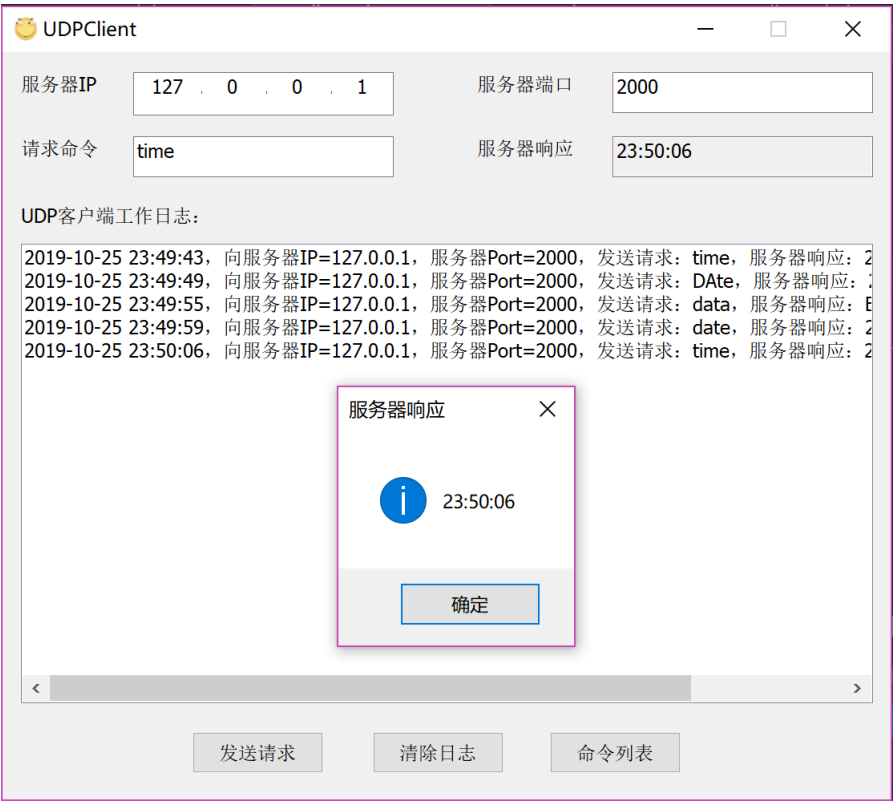 UDPClient
服务器IP 127 . 0 . 0 . 1 服务器端口 2000
请求命令 time 服务器响应 23:50:06
UDP客户端工作日志：
2019-10-25 23:49:43，向服务器IP=127.0.0.1，服务器Port=2000，发送请求：time，服务器响应：2
2019-10-25 23:49:49，向服务器IP=127.0.0.1，服务器Port=2000，发送请求：DAte，服务器响应：
2019-10-25 23:49:55，向服务器IP=127.0.0.1，服务器Port=2000，发送请求：data，服务器响应：E
2019-10-25 23:49:59，向服务器IP=127.0.0.1，服务器Port=2000，发送请求：date，服务器响应：2
2019-10-25 23:50:06，向服务器IP=127.0.0.1，服务器Port=2000，发送请求：time，服务器响应：2
服务器响应
23:50:06
确定
发送请求 清除日志 命令列表